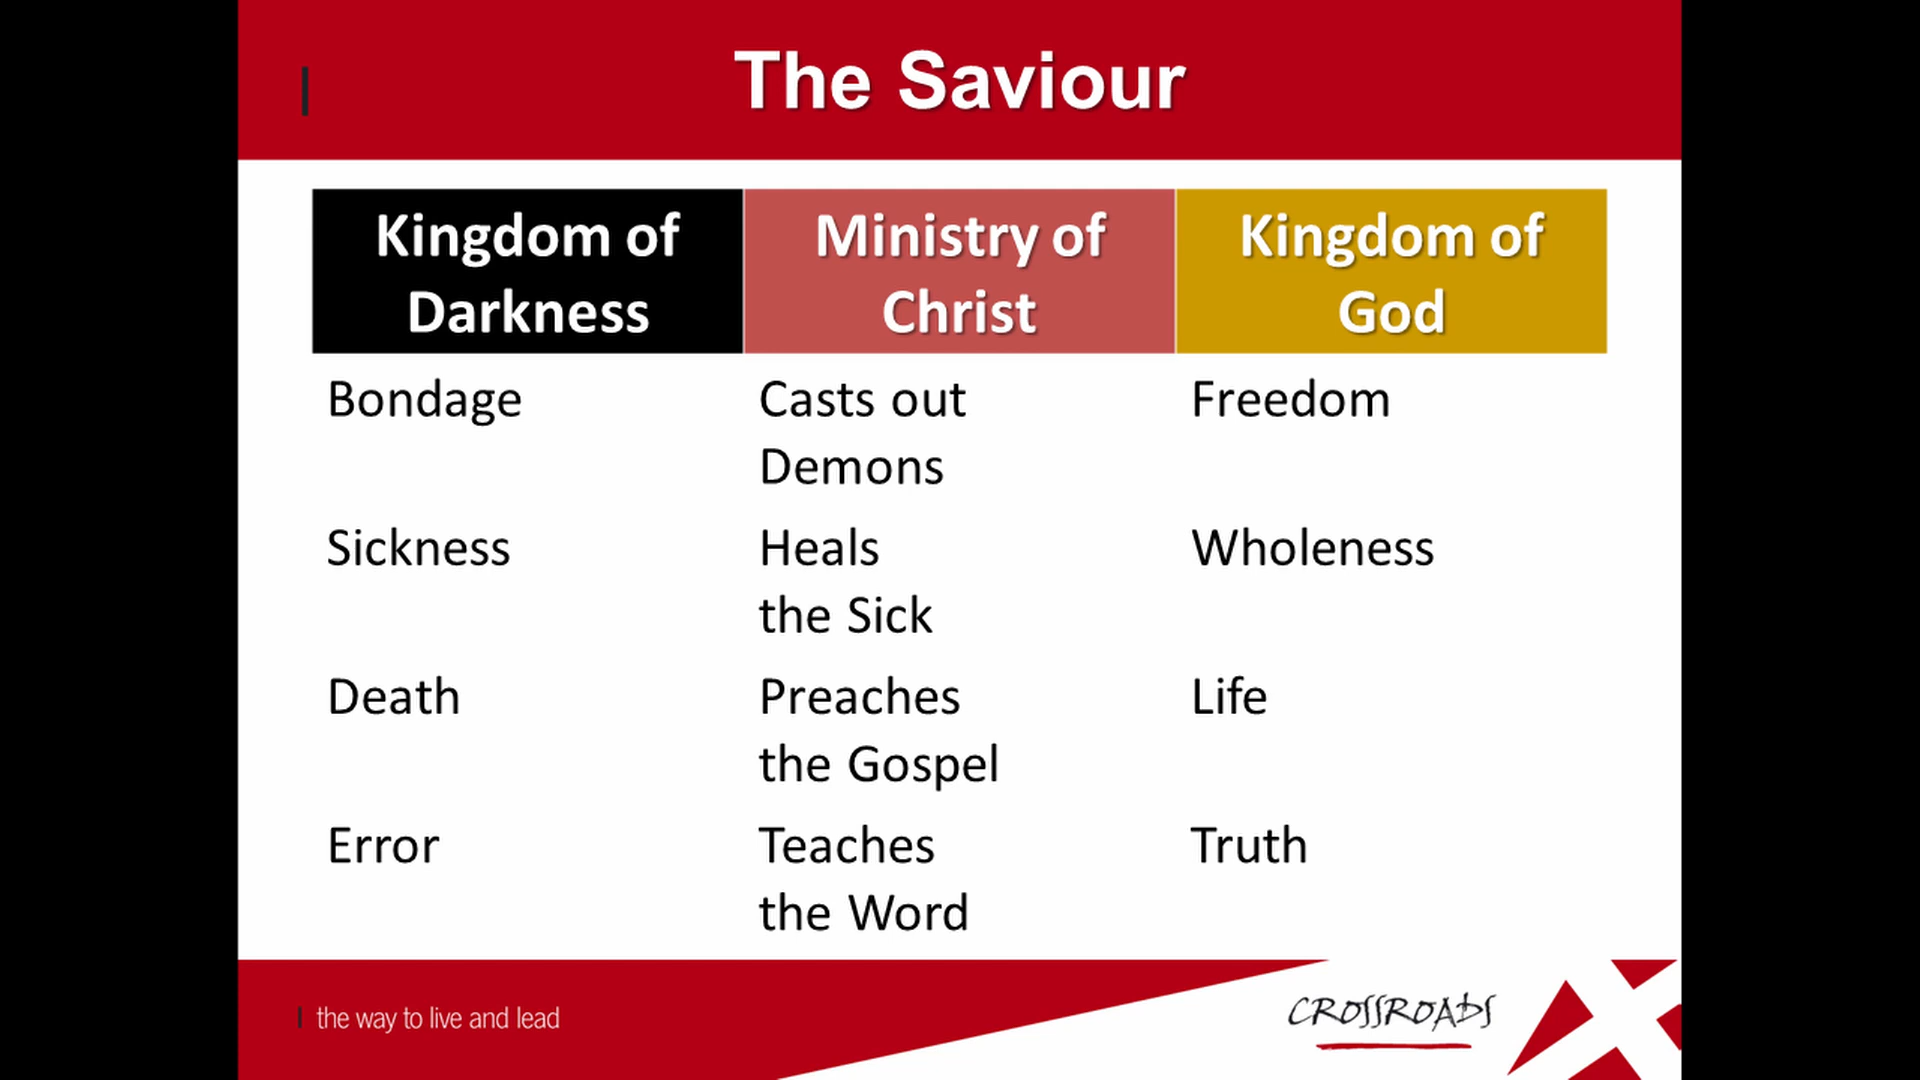 The Saviour
Kingdom of
Darkness
Ministry of
Christ
Kingdom of
God
Bondage
Casts out
Demons
Freedom
Sickness
Heals
the Sick
Wholeness
Death
Preaches
the Gospel
Life
Error
Teaches
the Word
Truth
the way to live and lead
CROSSROADS